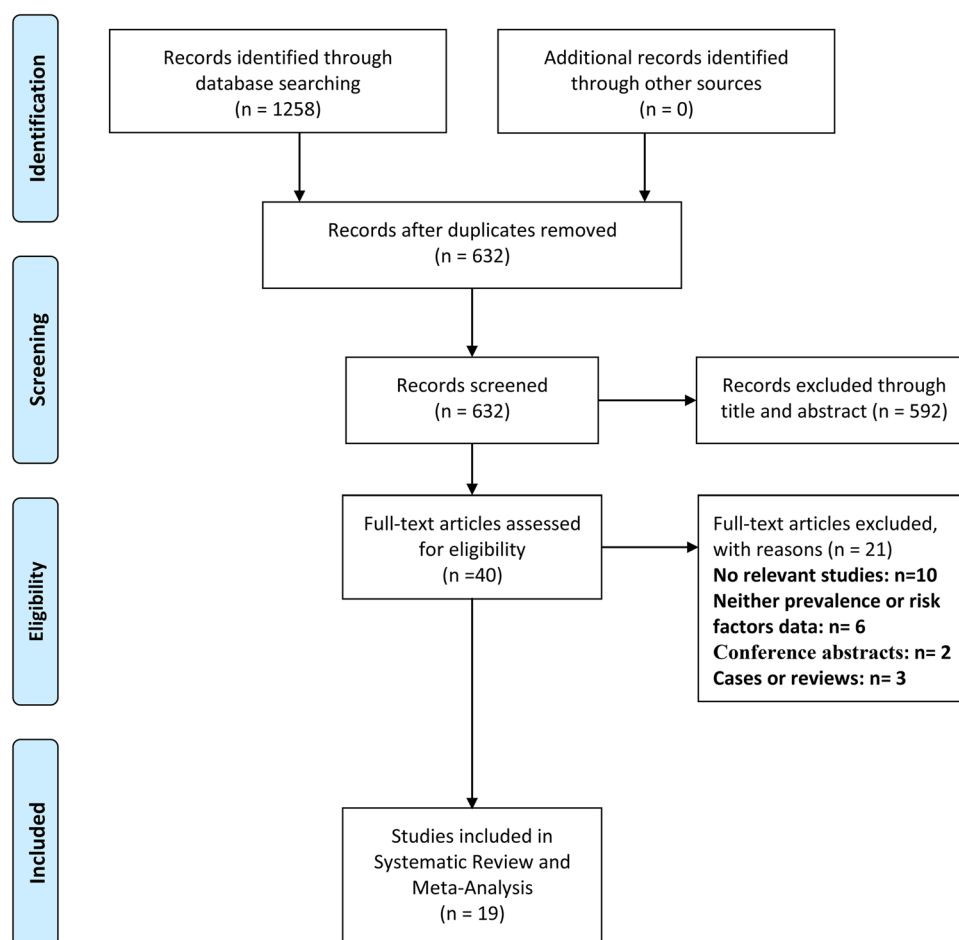 Identification
Records identified through
database searching
(n = 1258)
Additional records identified
through other sources
(n = 0)
Records after duplicates removed
(n = 632)
Screening
Records screened
(n = 632)
Records excluded through
title and abstract (n = 592)
Eligibility
Full-text articles assessed
for eligibility
(n =40)
Full-text articles excluded,
with reasons (n = 21)
No relevant studies: n=10
Neither prevalence or risk
factors data: n= 6
Conference abstracts: n= 2
Cases or reviews: n= 3
Included
Studies included in
Systematic Review and
Meta-Analysis
(n = 19)